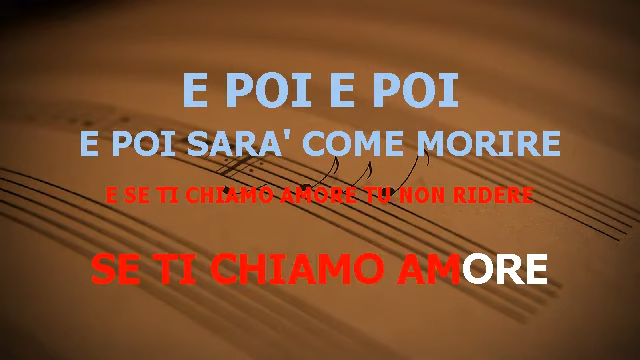 E POI E POI
E POI SARA' COME MORIRE
E SE TI CHIAMO AMORE TU NON RIDERE
SE TI CHIAMO AMORE